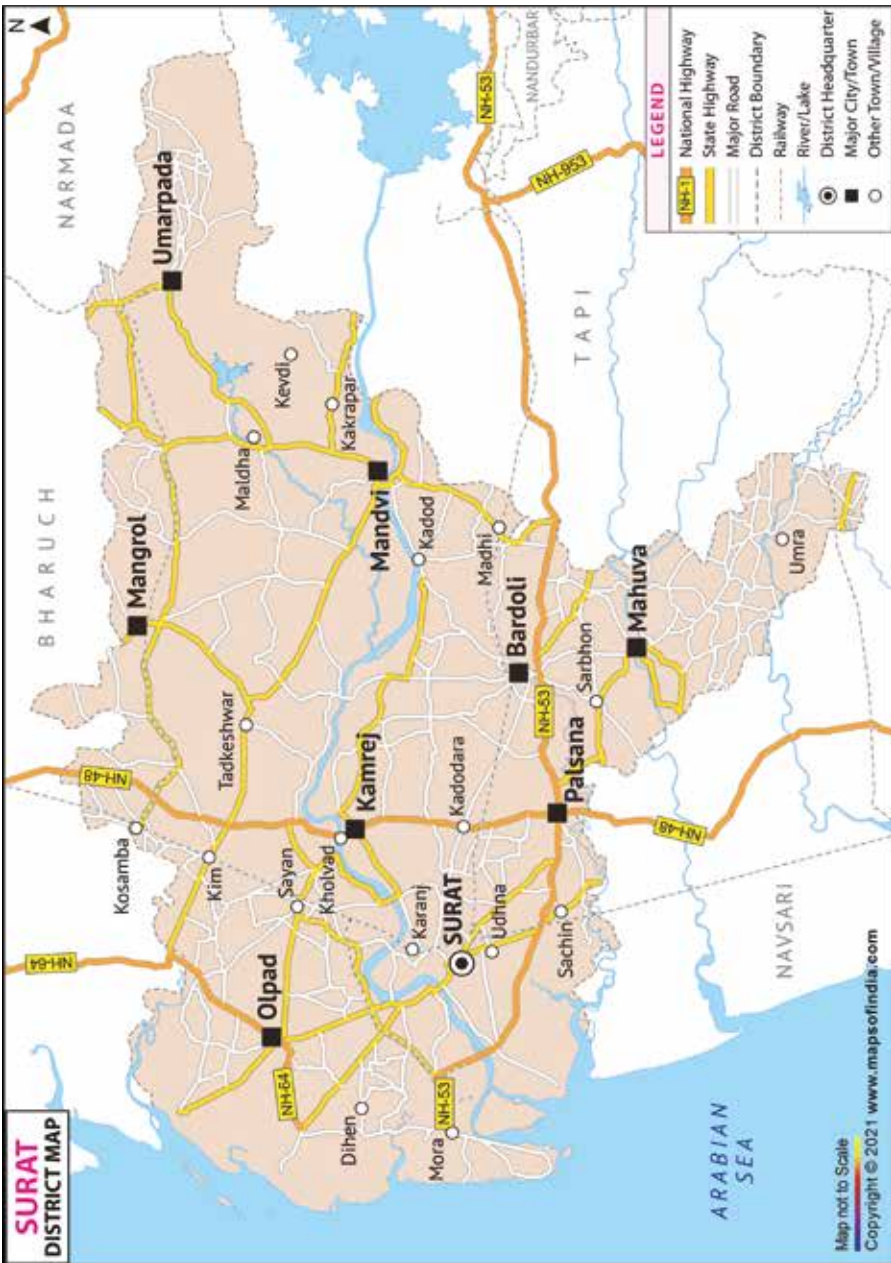 SURAT
DISTRICT MAP
N
NARMADA
BHARUCH
NANDURBAR
TAPI
NAVSARI
ARABIAN
SEA
Umarpada
Kevdi
Kakrapar
Maldha
Mangrol
Mandvi
Kadod
Madhi
Tadkeshwar
Bardoli
Mahuva
Umra
Sarbhon
Kosamba
Kim
Sayan
Kholvad
Kamrej
Kadodara
Palsana
Karanj
SURAT
Udhna
Sachin
Olpad
Dihen
Mora
NH-48
NH-64
NH-64
NH-53
NH-53
NH-53
NH-953
NH-48
LEGEND
NH-1 National Highway
State Highway
Major Road
District Boundary
Railway
River/Lake
District Headquarter
Major City/Town
Other Town/Village
Map not to Scale
Copyright © 2021 www.mapsofindia.com